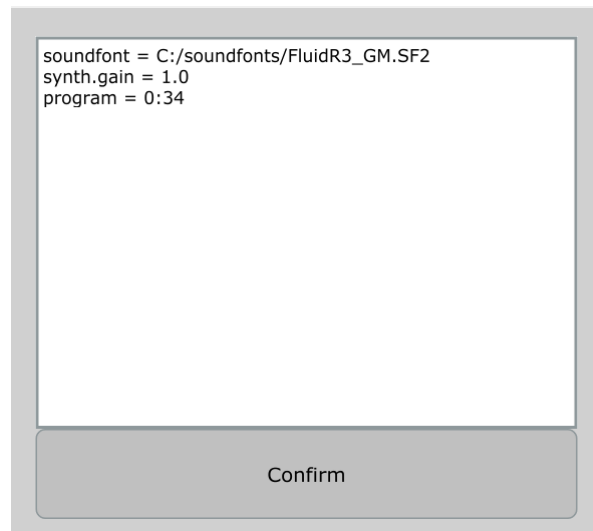 soundfont = C:/soundfonts/FluidR3_GM.SF2
synth.gain = 1.0
program = 0:34
Confirm